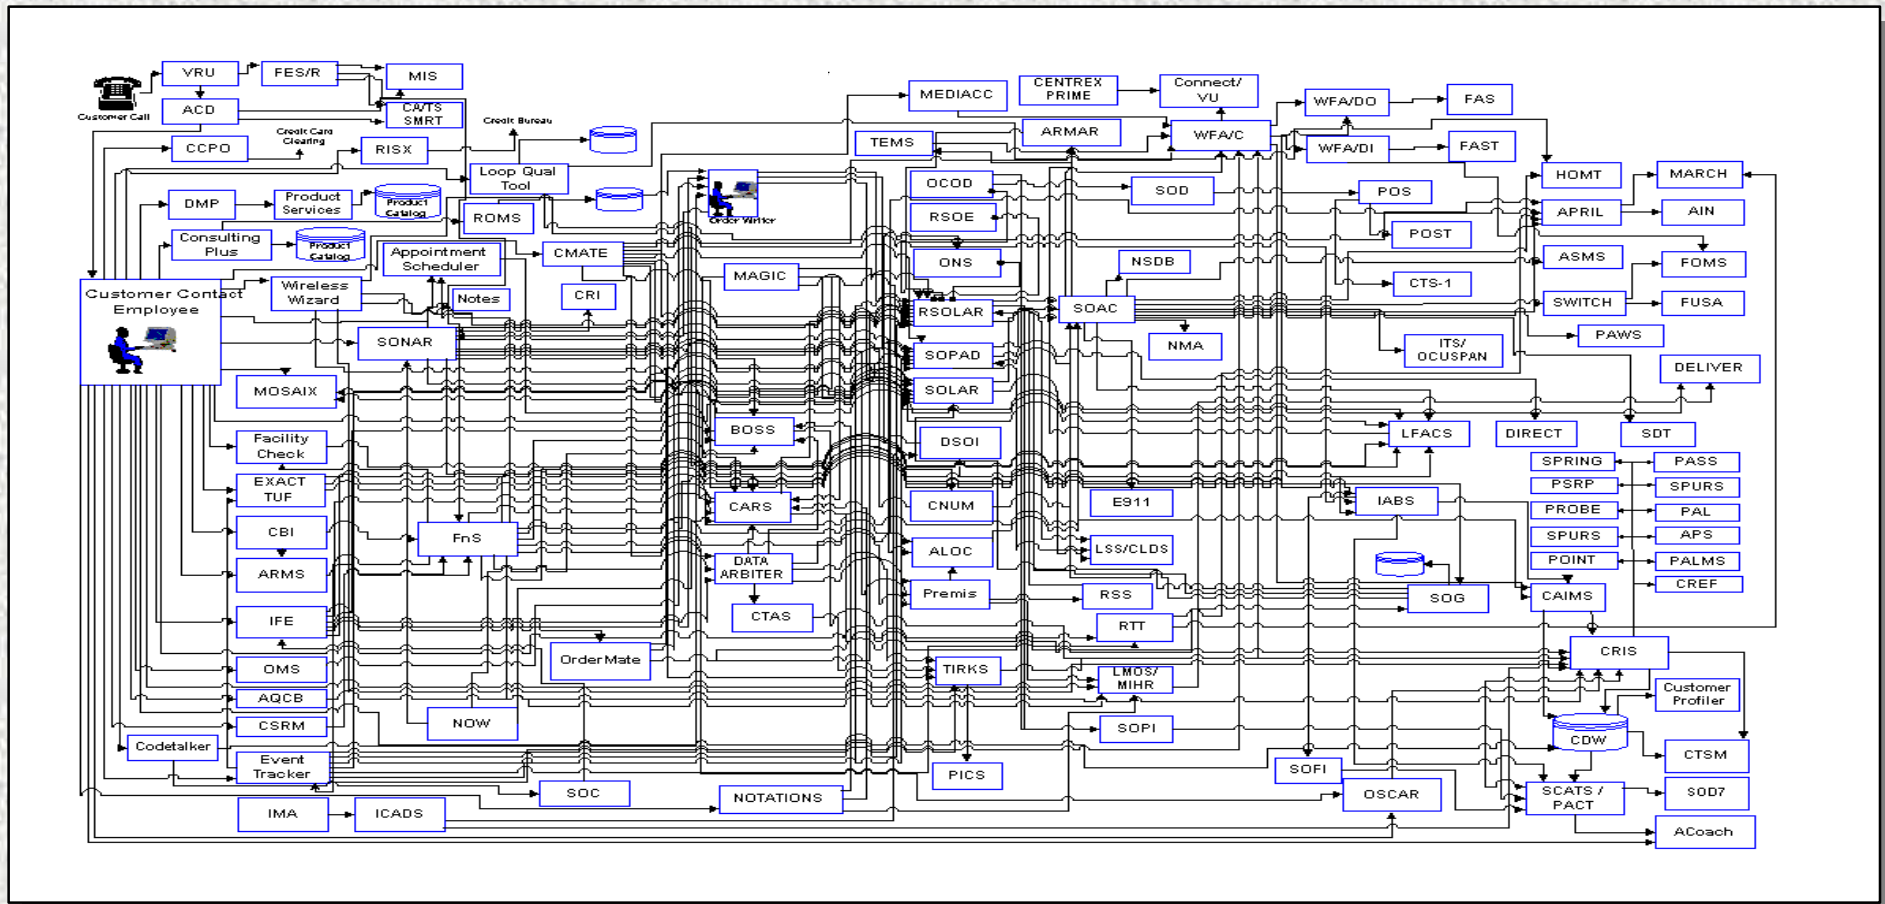 VRU
FES/R
MIS
Customer Call
ACD
CA/TS
SMRT
CCPO
Credit Card
Clearing
RISX
Credit Bureau
Loop Qual
Tool
DMP
Product
Services
Product
Catalog
ROMS
Consulting
Plus
Product
Catalog
Appointment
Scheduler
CMATE
Customer Contact
Employee
Wireless
Wizard
Notes
CRI
SONAR
MOSAIX
Facility
Check
EXACT
TUF
CBI
FnS
ARMS
IFE
OMS
AQCB
CSRM
Codetalker
Event
Tracker
IMA
ICADS
NOW
OrderMate
SOC
NOTATIONS
Order Writer
MAGIC
BOSS
CARS
DATA
ARBITER
CTAS
MEDIACC
CENTREX
PRIME
Connect/
VU
TEMS
ARMAR
WFA/C
WFA/DO
FAS
WFA/DI
FAST
OCOD
SOD
POS
RSOE
POST
ONS
NSDB
CTS-1
RSOLAR
SOAC
SOPAD
NMA
ITS/
OCUSPAN
SOLAR
DSOI
CNUM
E911
ALOC
LSS/CLDS
Premis
RSS
RTT
TIRKS
LMOS/
MIHR
SOPI
PICS
HOMT
MARCH
APRIL
AIN
ASMS
FOMS
SWITCH
FUSA
PAWS
DELIVER
LFACS
DIRECT
SDT
SPRING
PASS
PSRP
SPURS
PROBE
PAL
SPURS
APS
POINT
PALMS
CREF
IABS
SOG
CAIMS
CRIS
Customer
Profiler
CDW
CTSM
SOFI
OSCAR
SCATS /
PACT
SOD7
ACoach